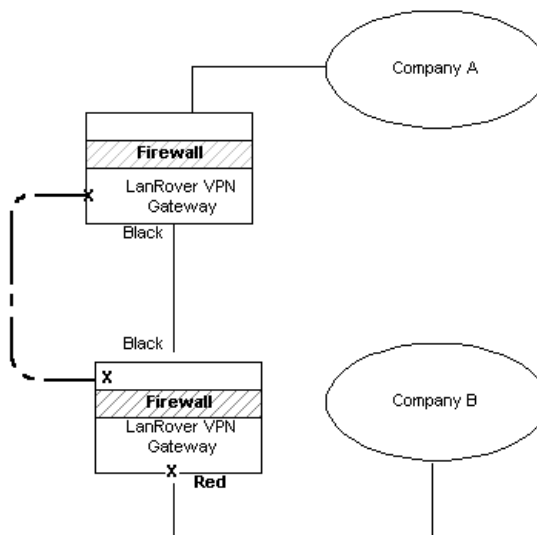 Company A
Firewall
X
LanRover VPN
Gateway
Black
Black
X
Firewall
Company B
LanRover VPN
Gateway
X
Red